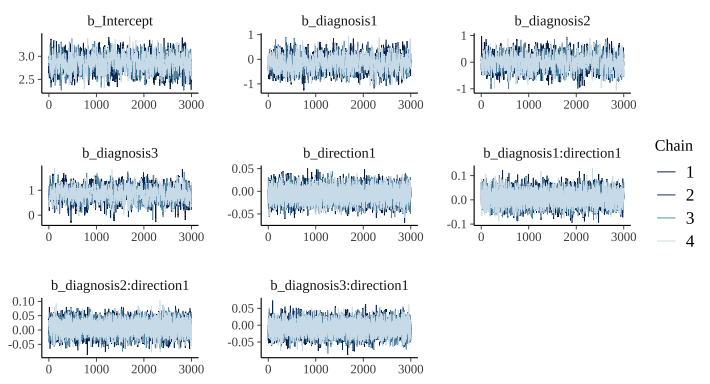 b_Intercept b_diagnosis1 b_diagnosis2
3.0
2.5
0 1000 2000 3000
1
0
-1
0 1000 2000 3000
1
0
-1
0 1000 2000 3000
b_diagnosis3 b_direction1 b_diagnosis1:direction1
1
0
0 1000 2000 3000
0.05
0.00
-0.05
0 1000 2000 3000
0.1
0.0
-0.1
0 1000 2000 3000
Chain
1
2
3
4
b_diagnosis2:direction1 b_diagnosis3:direction1
0.10
0.05
0.00
-0.05
0 1000 2000 3000
0.05
0.00
-0.05
0 1000 2000 3000